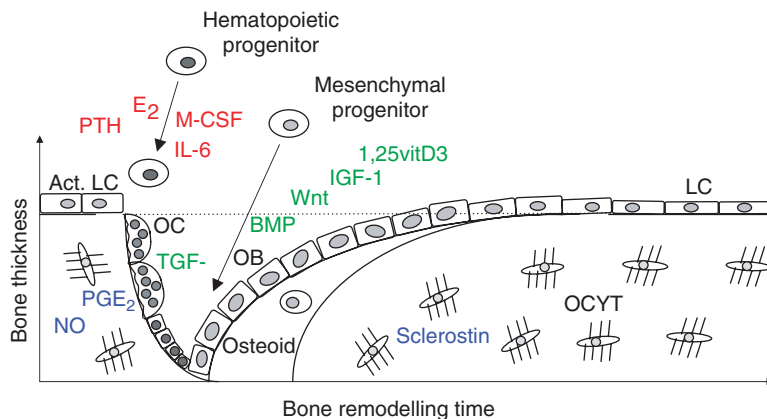 Hematopoietic
progenitor
Mesenchymal
progenitor
E2
PTH
M-CSF
IL-6
1,25vitD3
IGF-1
Wnt
BMP
TGF-
Act. LC
LC
OC
OB
PGE2
NO
Osteoid
Sclerostin
OCYT
Bone thickness
Bone remodelling time